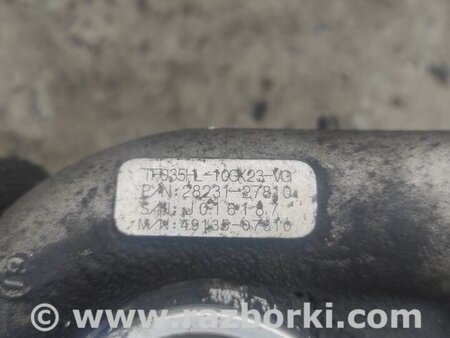 TF035HL-10GK23-VG
P/N:28231-27810
S/N:J016187
M/N:49135-07310
www.razborki.com